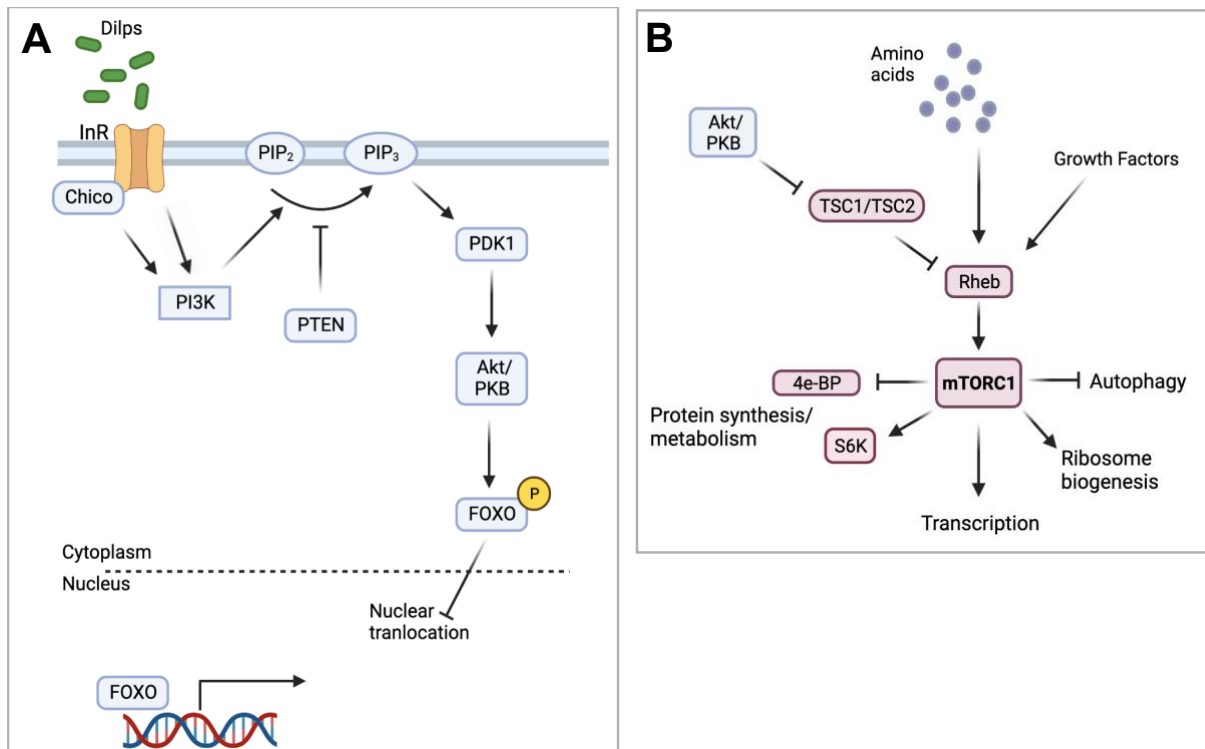 A
Dilps
InR
PIP₂
PIP₃
Chico
PDK1
PI3K
PTEN
Akt/
PKB
P
FOXO
Cytoplasm
Nucleus
Nuclear
tranlocation
FOXO
B
Amino
acids
Akt/
PKB
Growth Factors
TSC1/TSC2
Rheb
4e-BP
mTORC1
Autophagy
Protein synthesis/
metabolism
S6K
Ribosome
biogenesis
Transcription